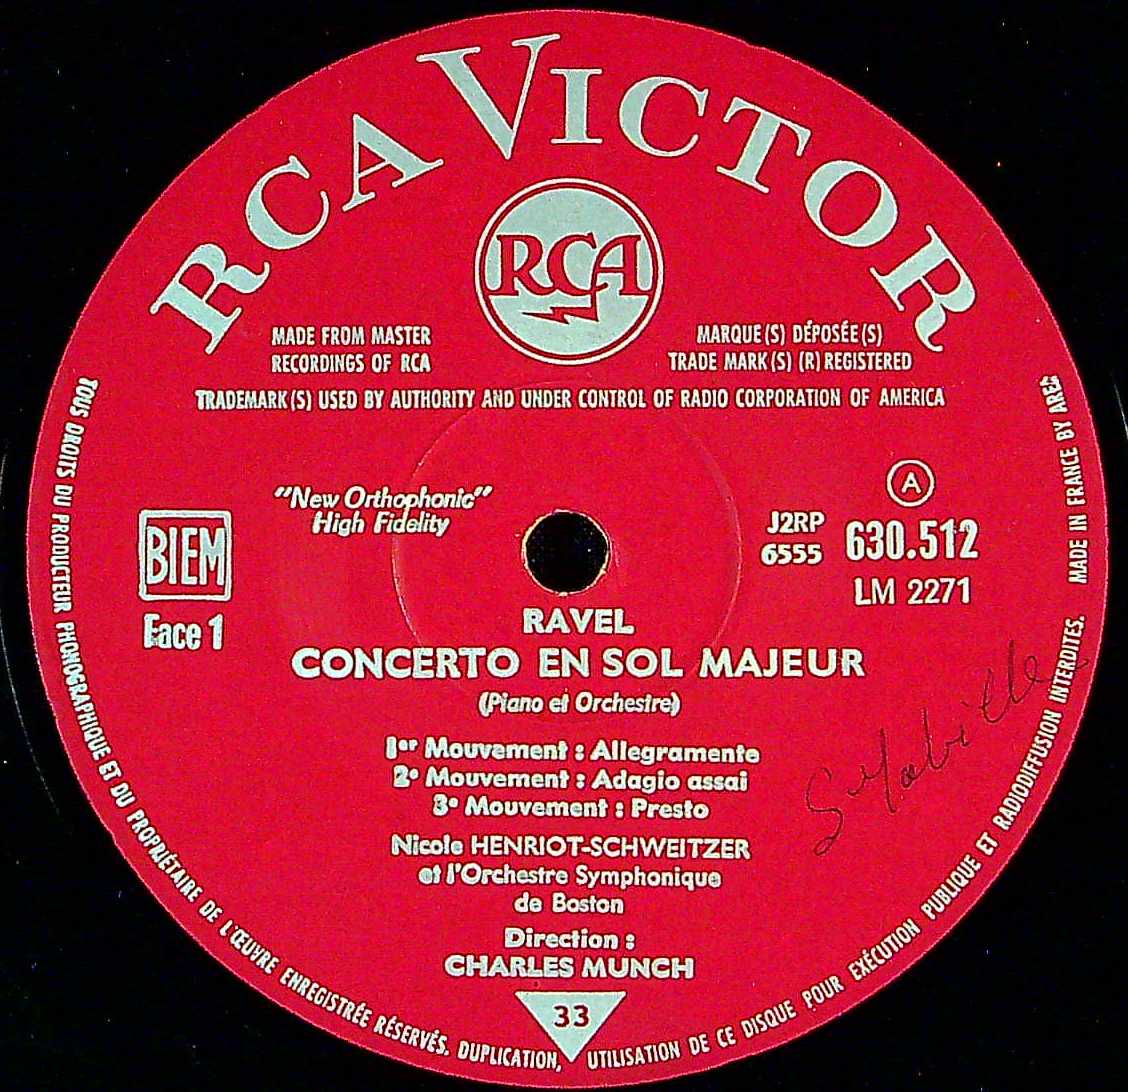 RCA VICTOR
RCA
MADE FROM MASTER
RECORDINGS OF RCA
MARQUE(S) DÉPOSÉE(S)
TRADE MARK(S) (R) REGISTERED
TRADEMARK(S) USED BY AUTHORITY AND UNDER CONTROL OF RADIO CORPORATION OF AMERICA
"New Orthophonic"
High Fidelity
BIEM
Face 1
A
J2RP
6555
630.512
LM 2271
RAVEL
CONCERTO EN SOL MAJEUR
(Piano et Orchestre)
1er Mouvement : Allegramente
2e Mouvement : Adagio assai
3e Mouvement : Presto
Nicole HENRIOT-SCHWEITZER
et l'Orchestre Symphonique
de Boston
Direction :
CHARLES MUNCH
33
TOUS DROITS DU PRODUCTEUR PHONOGRAPHIQUE ET DU PROPRIÉTAIRE DE L'ŒUVRE ENREGISTRÉE RÉSERVÉS. DUPLICATION, UTILISATION DE CE DISQUE POUR EXÉCUTION PUBLIQUE ET RADIODIFFUSION INTERDITES. MADE IN FRANCE BY AREA